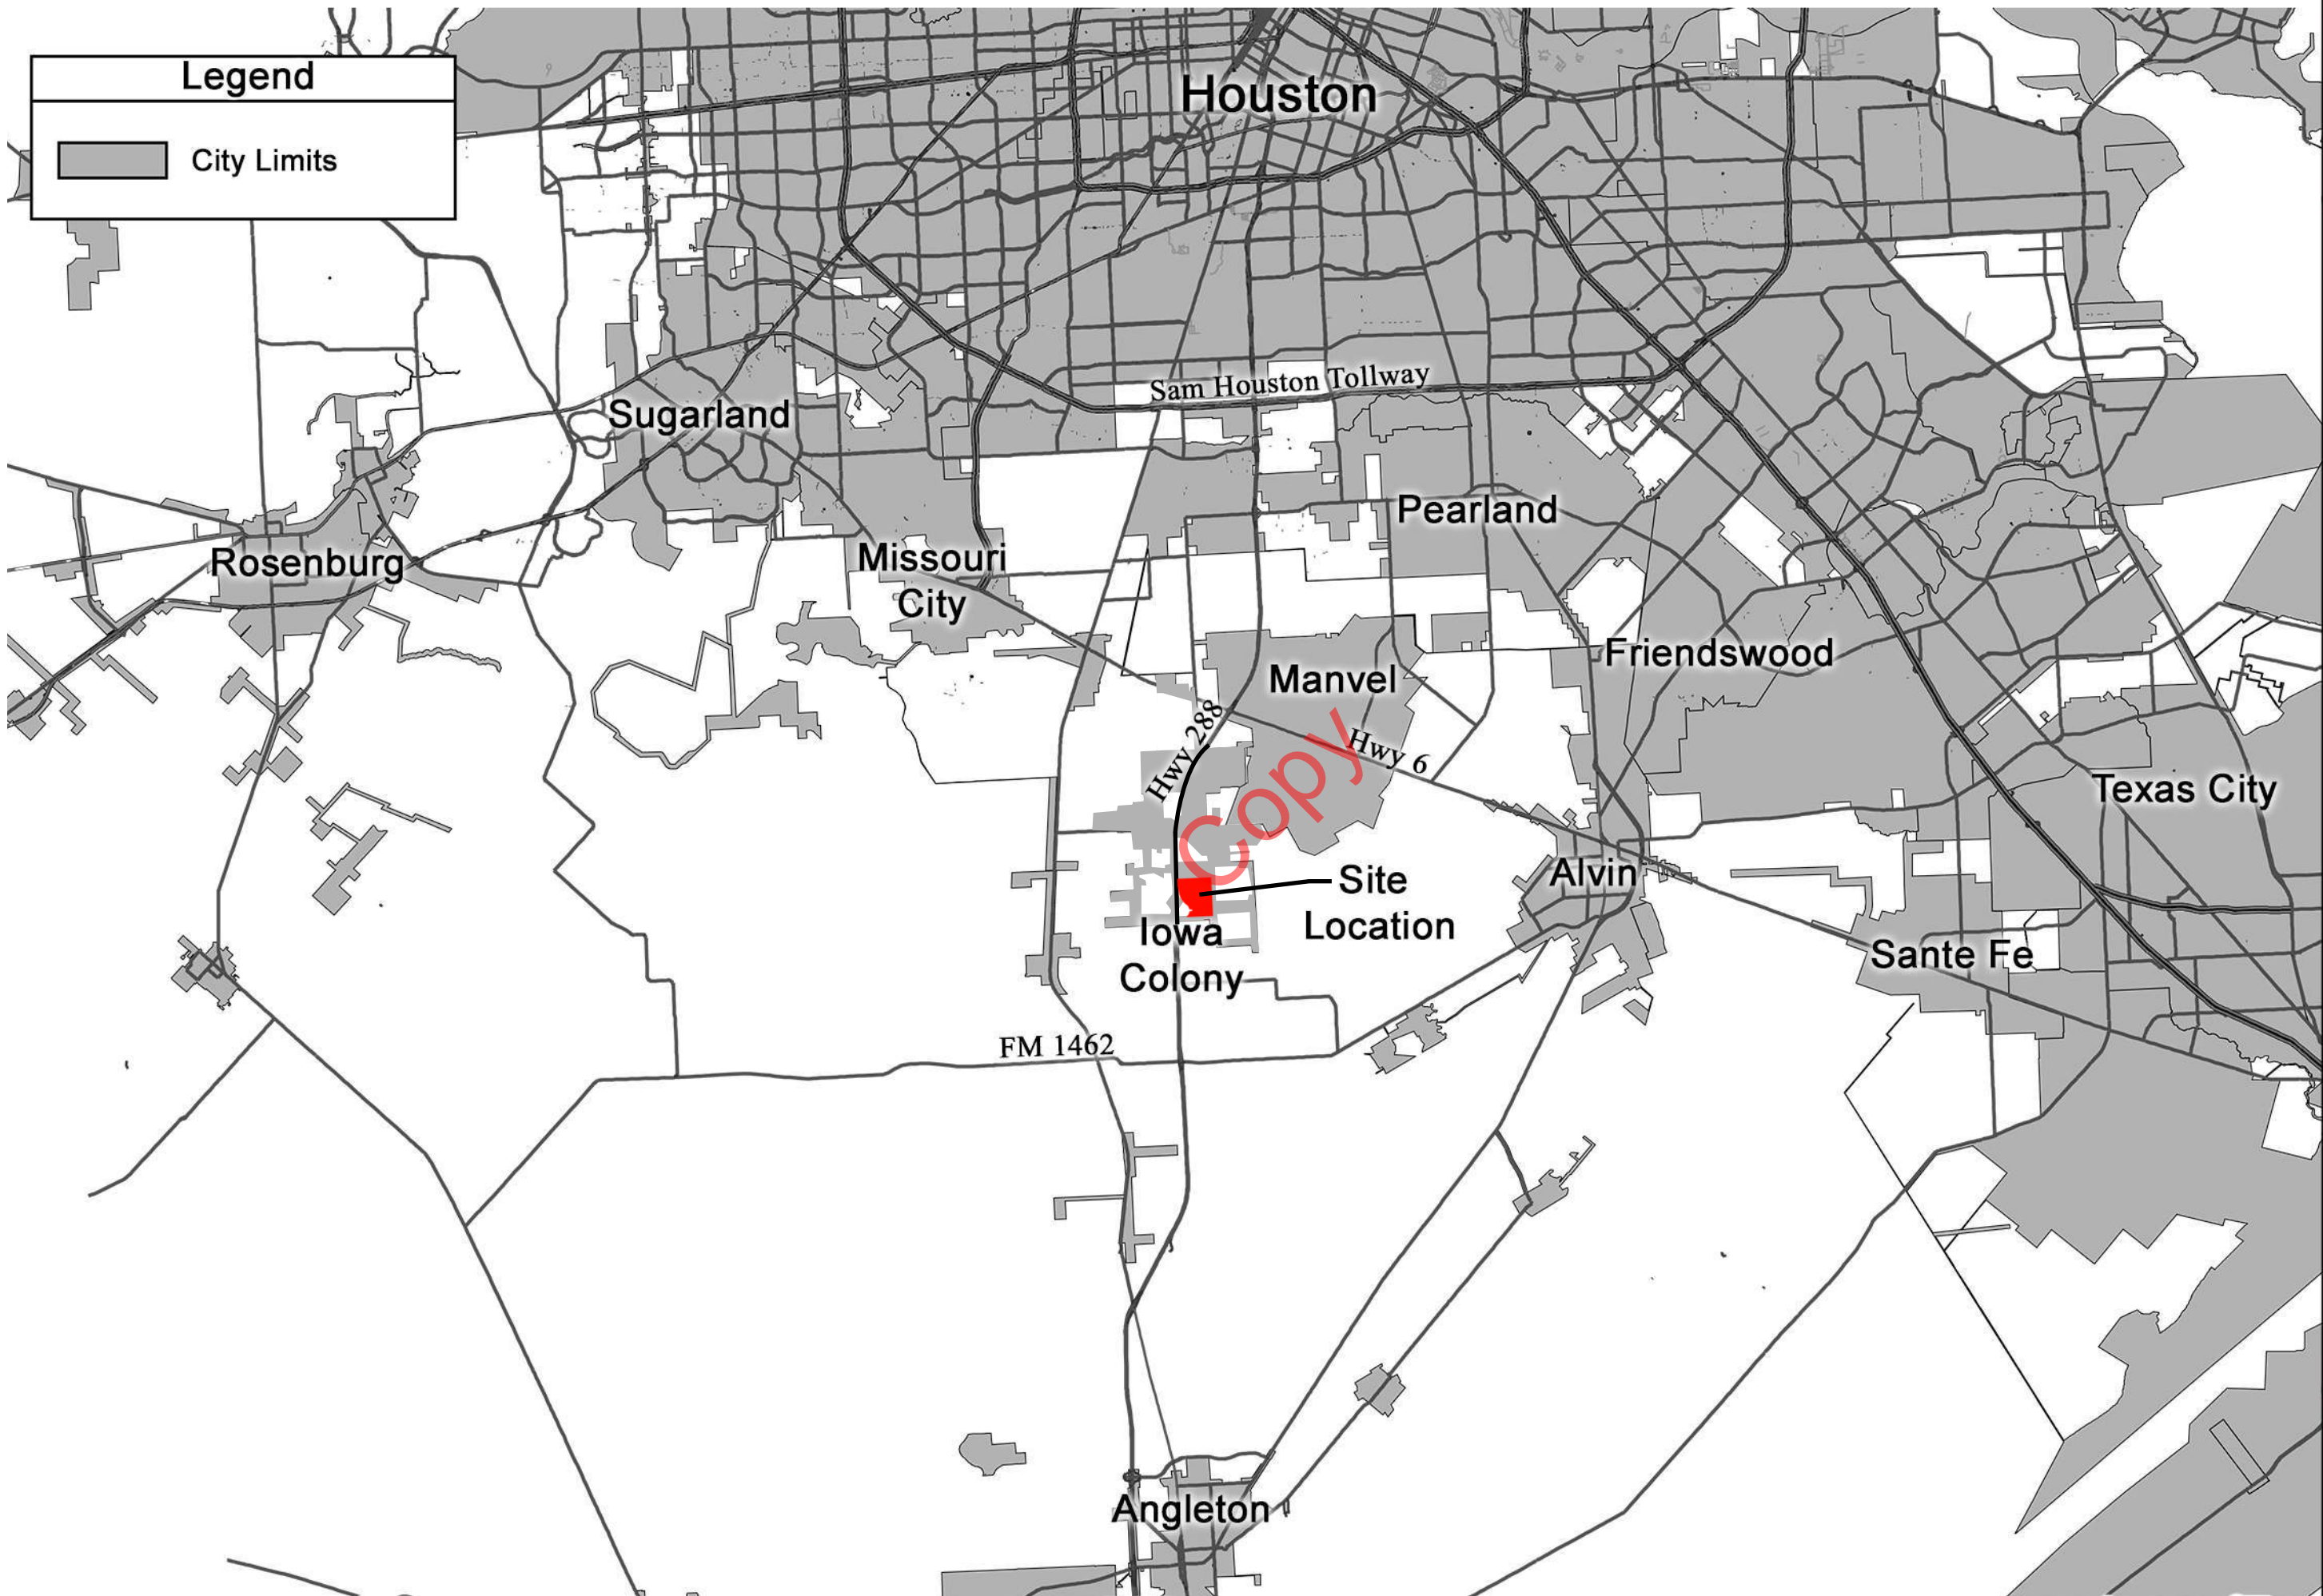 Legend
City Limits
Houston
Sam Houston Tollway
Sugarland
Pearland
Rosenburg
Missouri
City
Friendswood
Manvel
Hwy 288
Hwy 6
Copy
Texas City
Alvin
Site
Location
Iowa
Colony
Sante Fe
FM 1462
Angleton